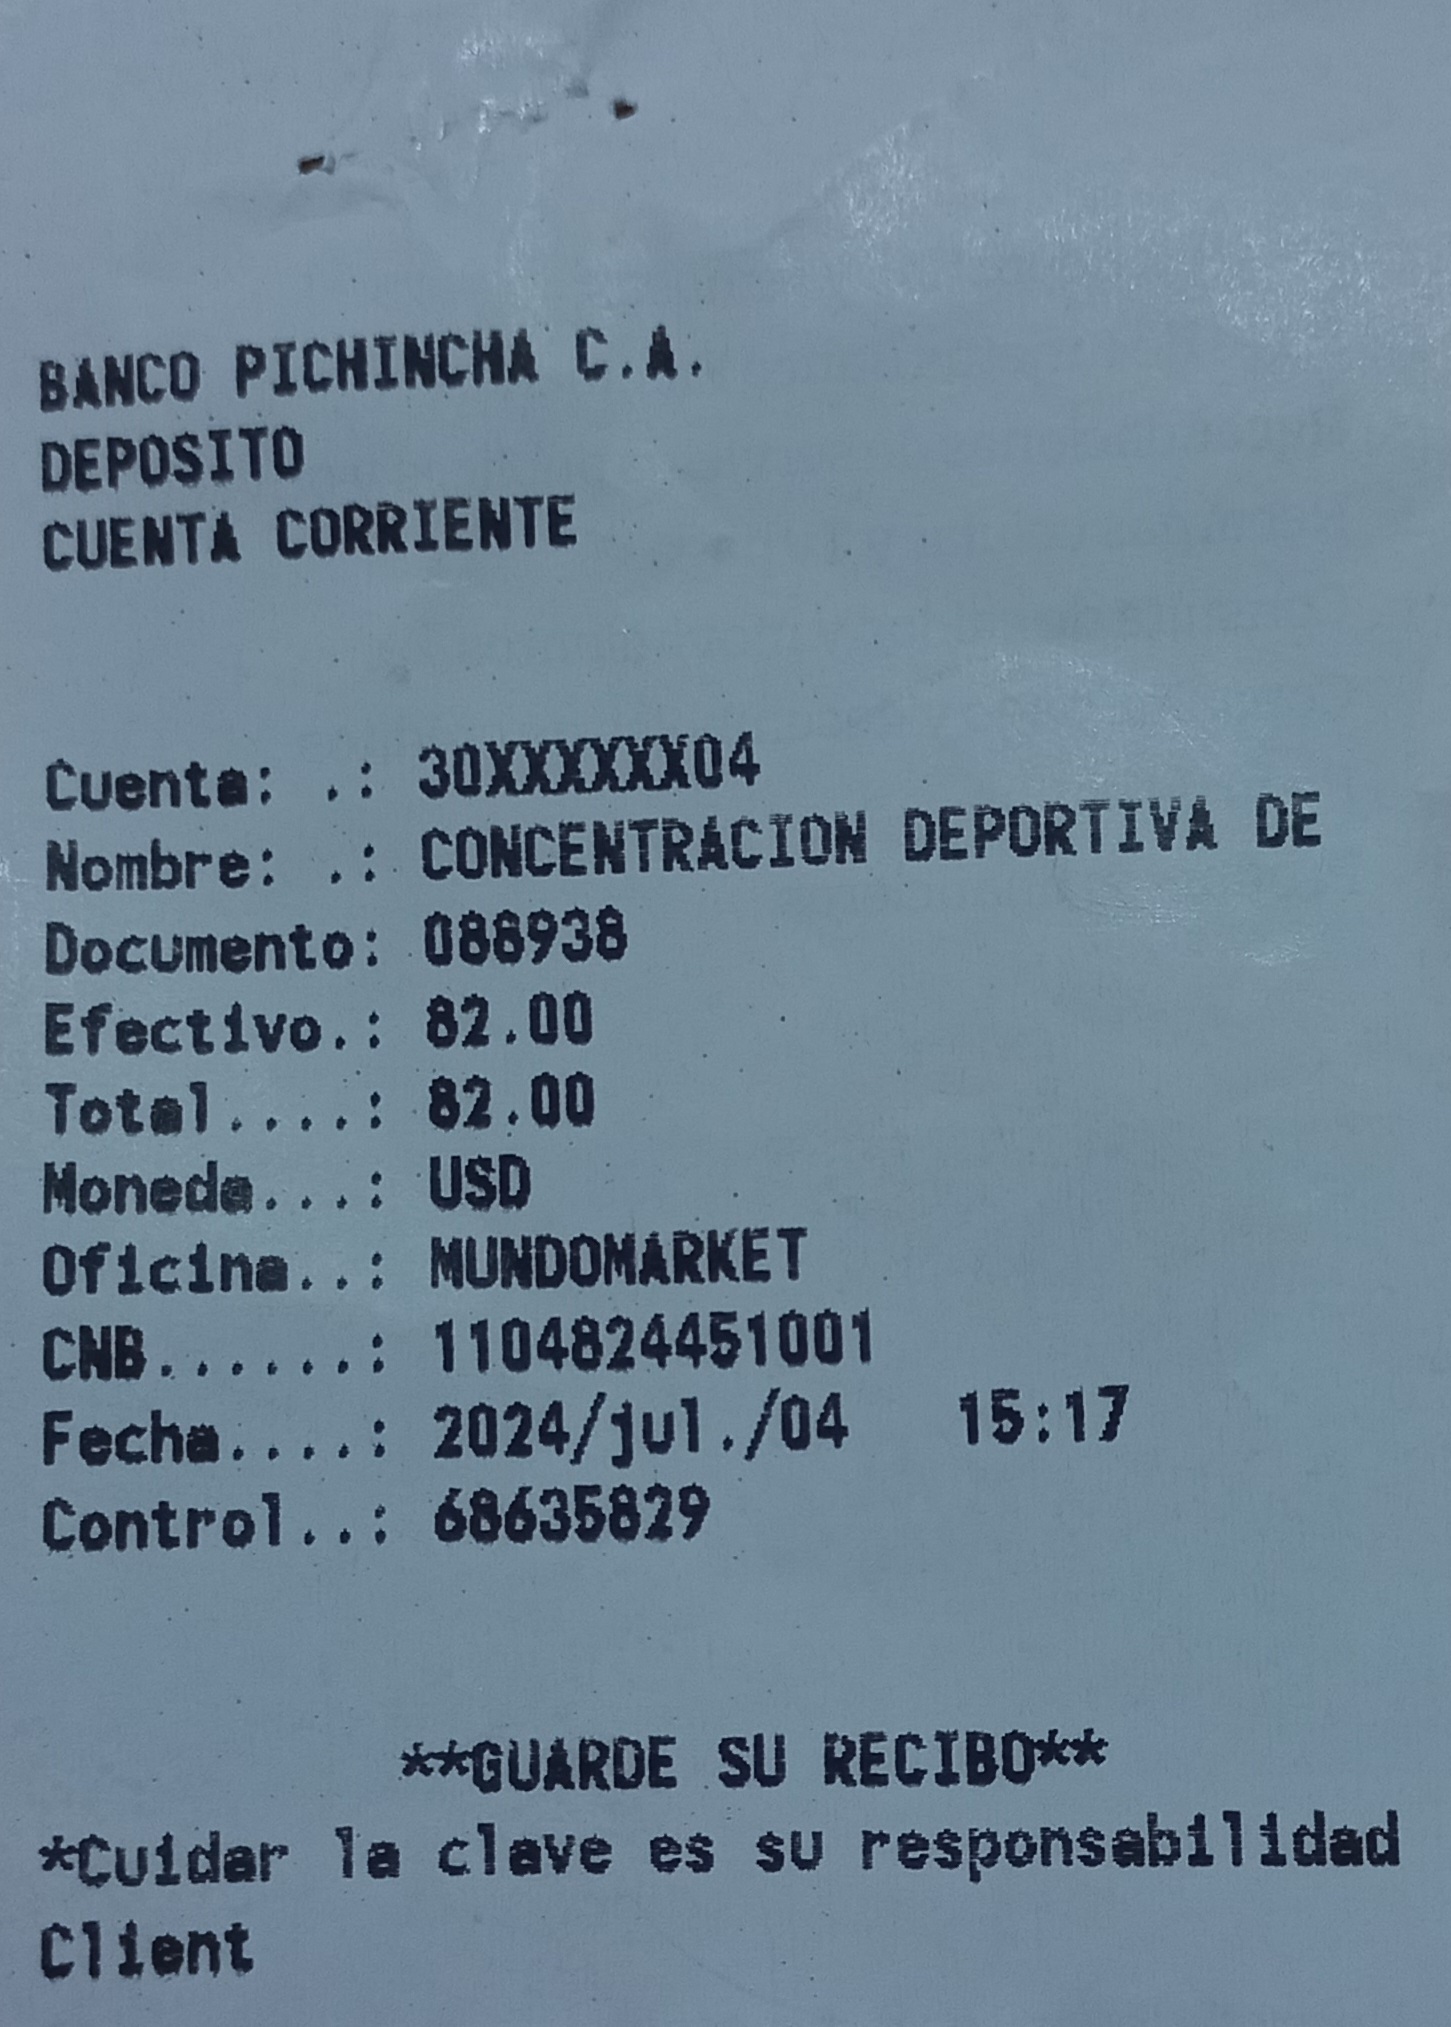 BANCO PICHINCHA C.A.
DEPOSITO
CUENTA CORRIENTE
Cuenta: .: 30XXXXXX04
Nombre: .: CONCENTRACION DEPORTIVA DE
Documento: 088938
Efectivo.: 82.00
Total....: 82.00
Moneda...: USD
Oficina..: MUNDOMARKET
CNB......: 1104824451001
Fecha....: 2024/jul./04 15:17
Control..: 68635829
**GUARDE SU RECIBO**
*Cuidar la clave es su responsabilidad
Client